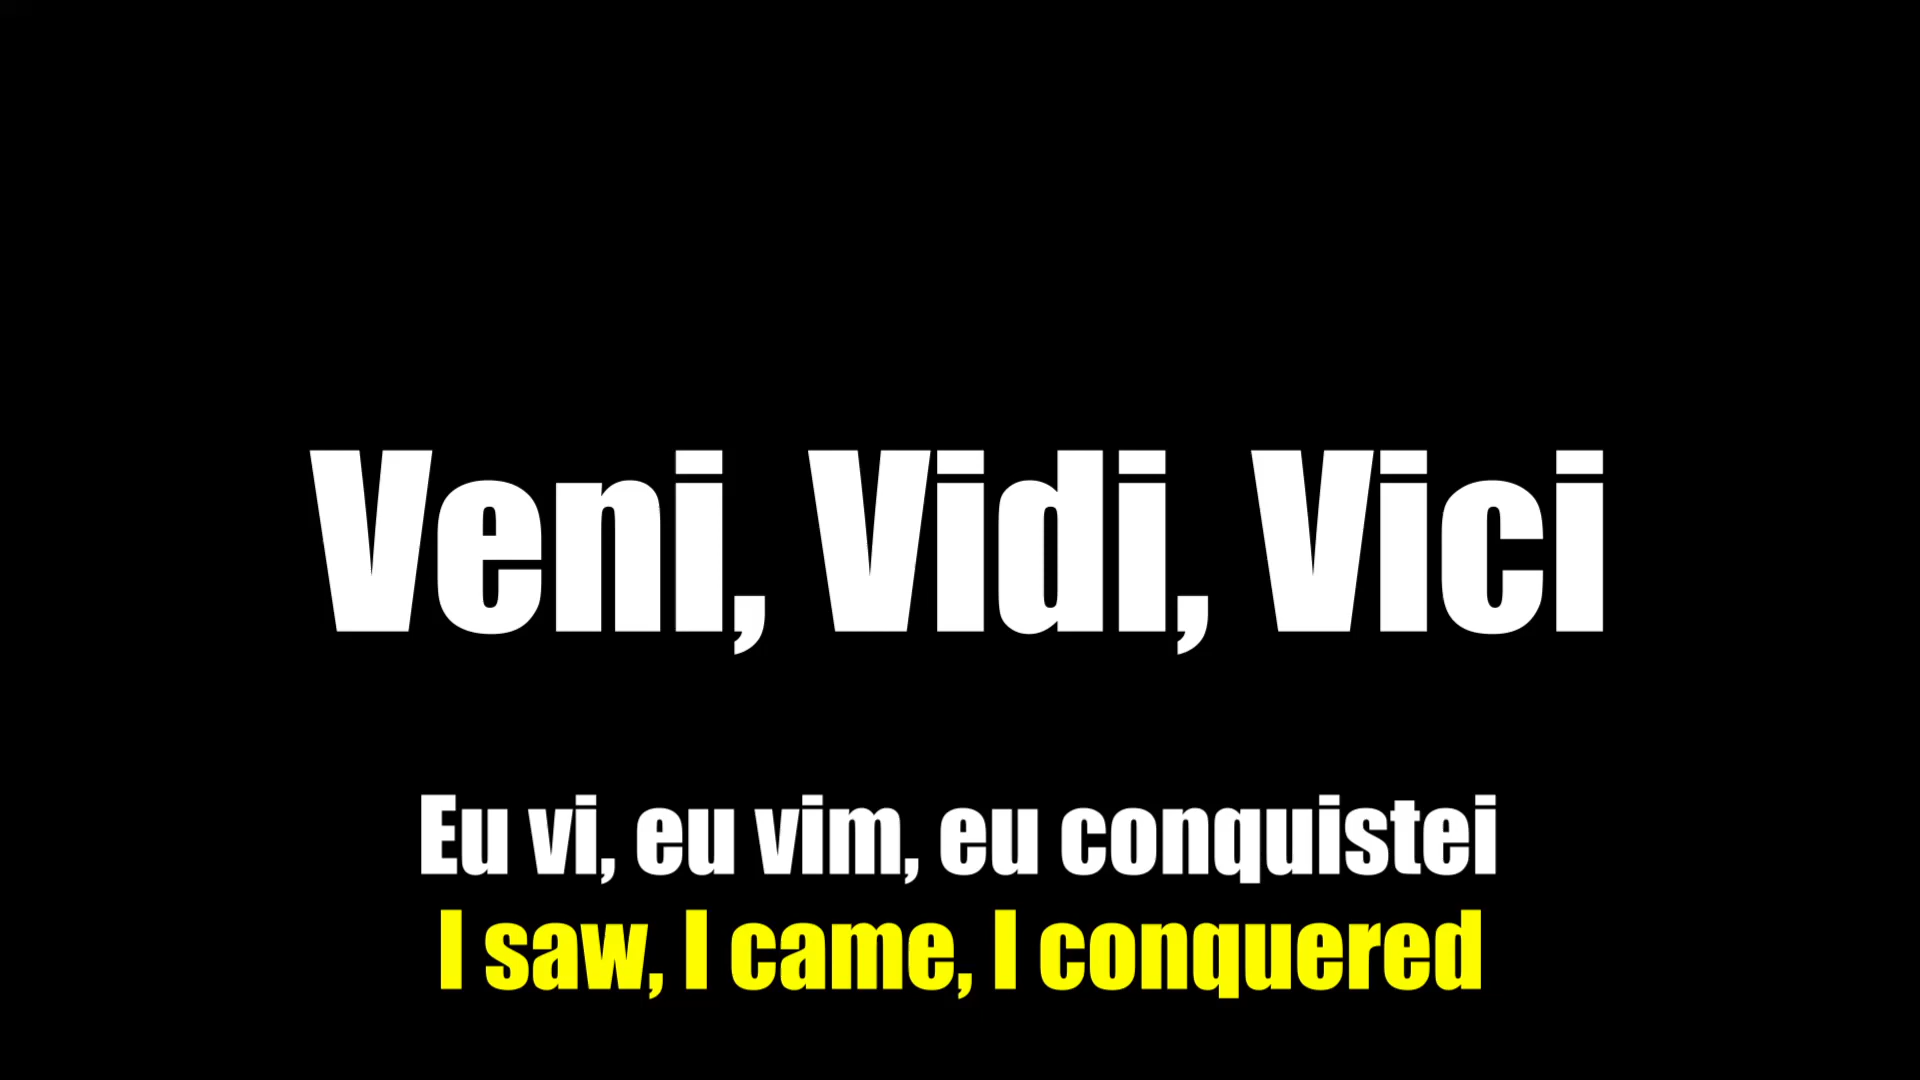 Veni, Vidi, Vici
Eu vi, eu vim, eu conquistei
I saw, I came, I conquered